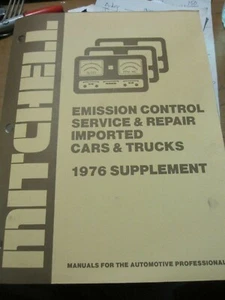 MITCHELL
EMISSION CONTROL
SERVICE & REPAIR
IMPORTED
CARS & TRUCKS
1976 SUPPLEMENT
MANUALS FOR THE AUTOMOTIVE PROFESSIONAL